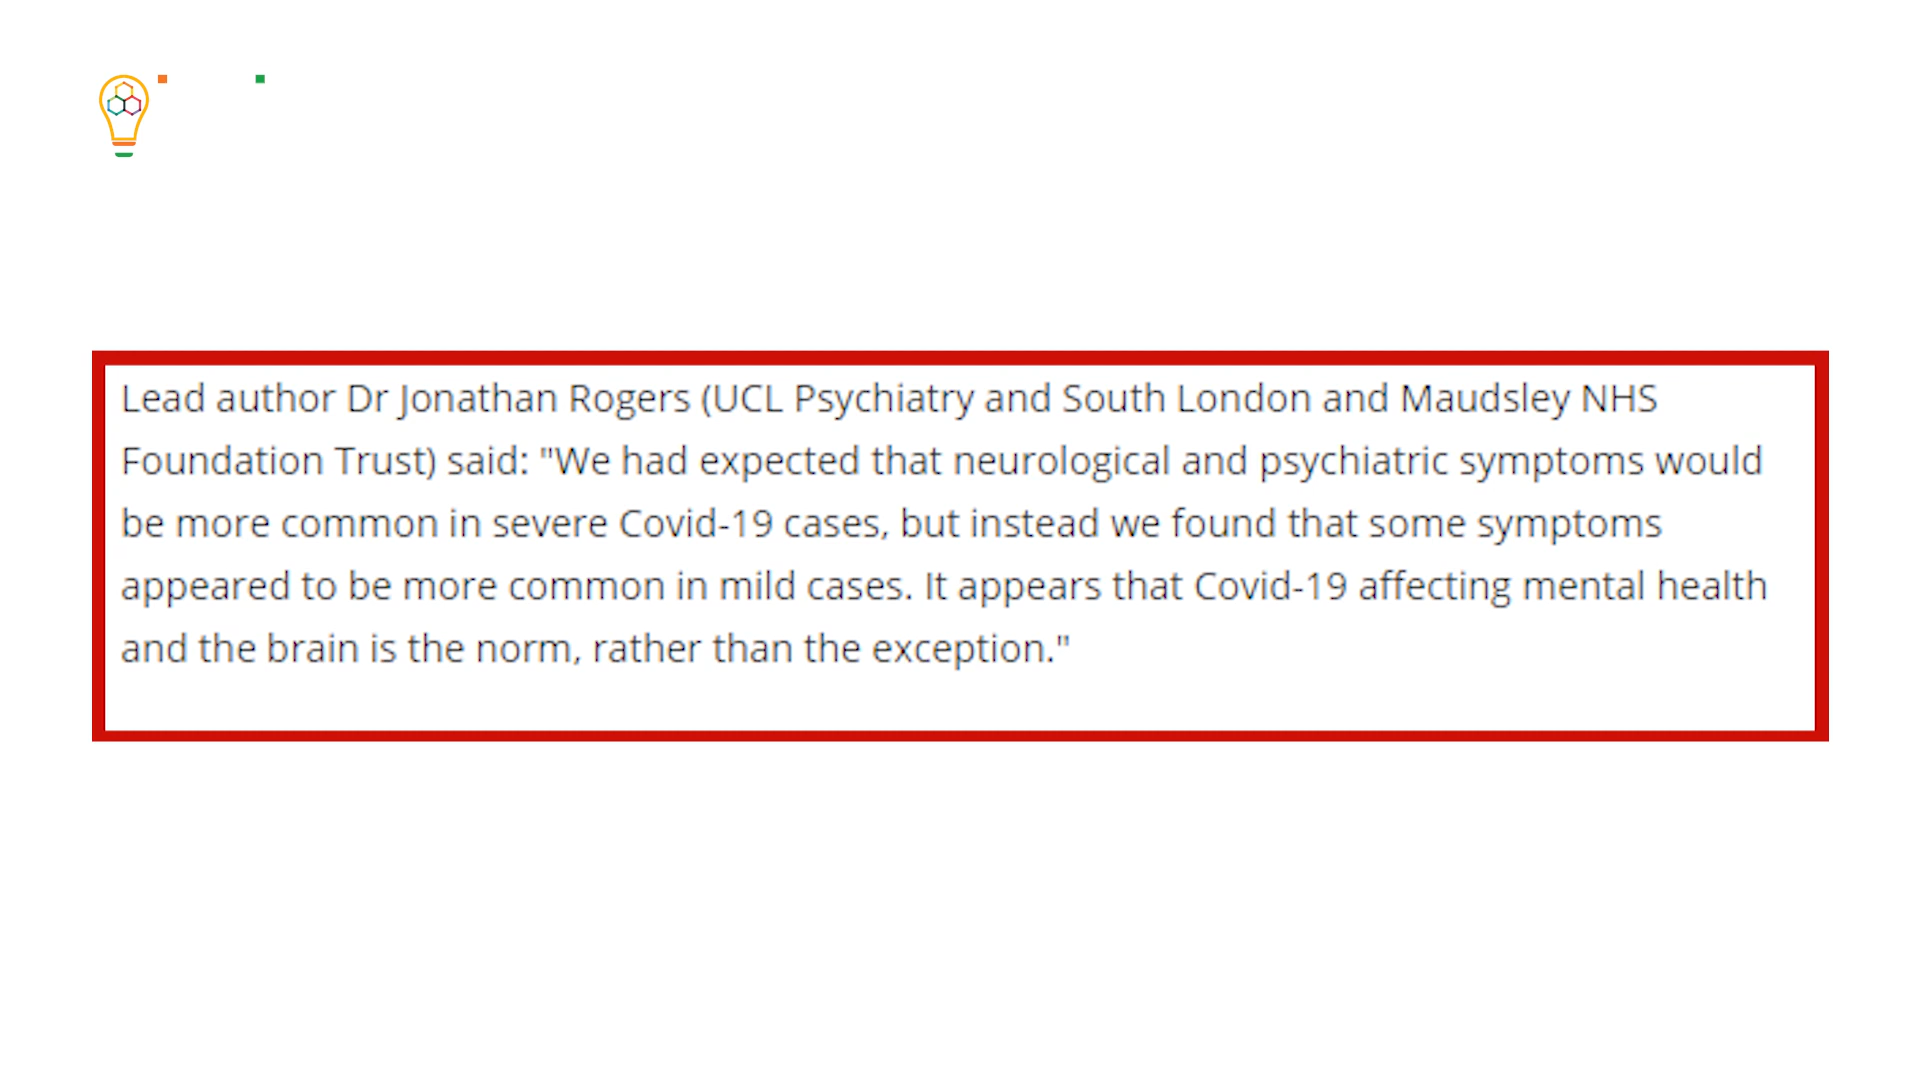 Lead author Dr Jonathan Rogers (UCL Psychiatry and South London and Maudsley NHS
Foundation Trust) said: "We had expected that neurological and psychiatric symptoms would
be more common in severe Covid-19 cases, but instead we found that some symptoms
appeared to be more common in mild cases. It appears that Covid-19 affecting mental health
and the brain is the norm, rather than the exception."